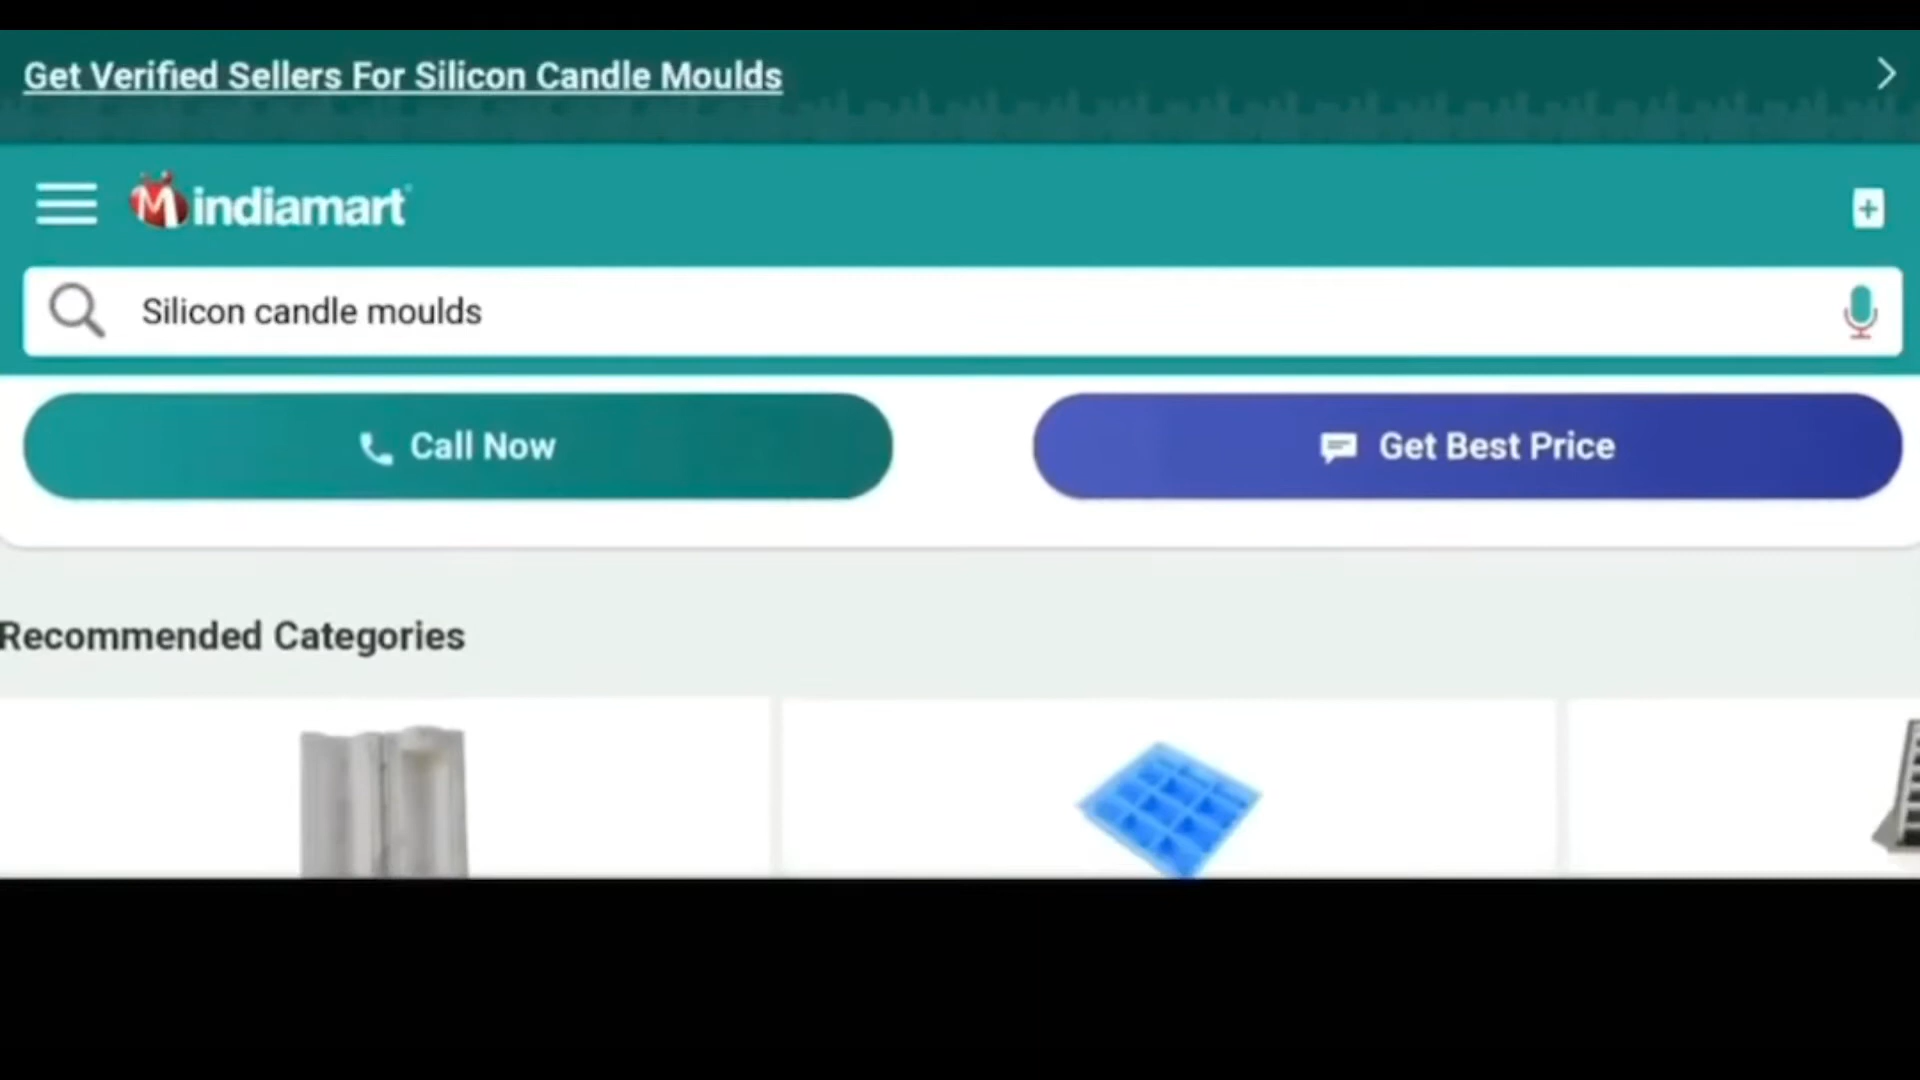 Get Verified Sellers For Silicon Candle Moulds
M indiamart
Silicon candle moulds
Call Now
Get Best Price
Recommended Categories